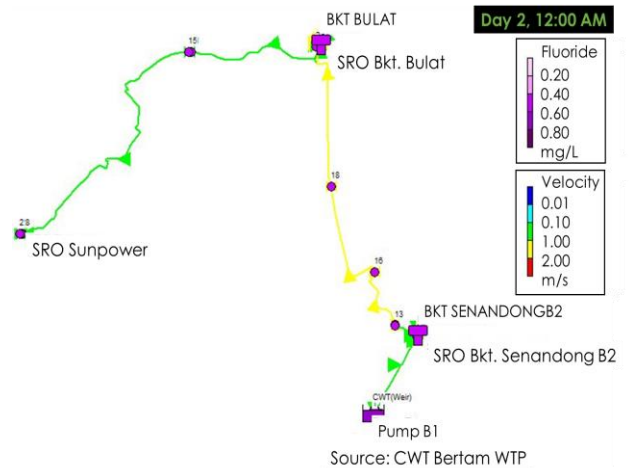 BKT BULAT
Day 2, 12:00 AM
SRO Bkt. Bulat
Fluoride
0.20
0.40
0.60
0.80
mg/L
Velocity
0.01
0.10
1.00
2.00
m/s
15I
18
2S
SRO Sunpower
16
13
BKT SENANDONGB2
SRO Bkt. Senandong B2
CWT(Weir)
Pump B1
Source: CWT Bertam WTP